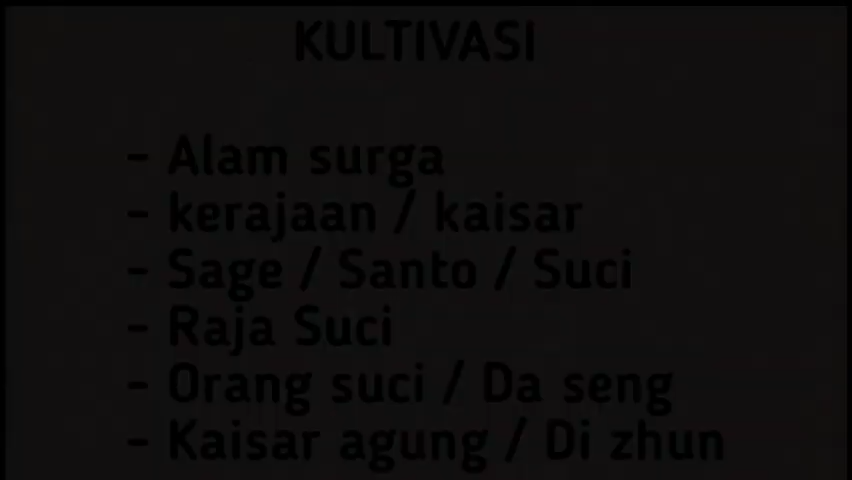 KULTIVASI
- Alam surga
- kerajaan / kaisar
- Sage / Santo / Suci
- Raja Suci
- Orang suci / Da seng
- Kaisar agung / Di zhun